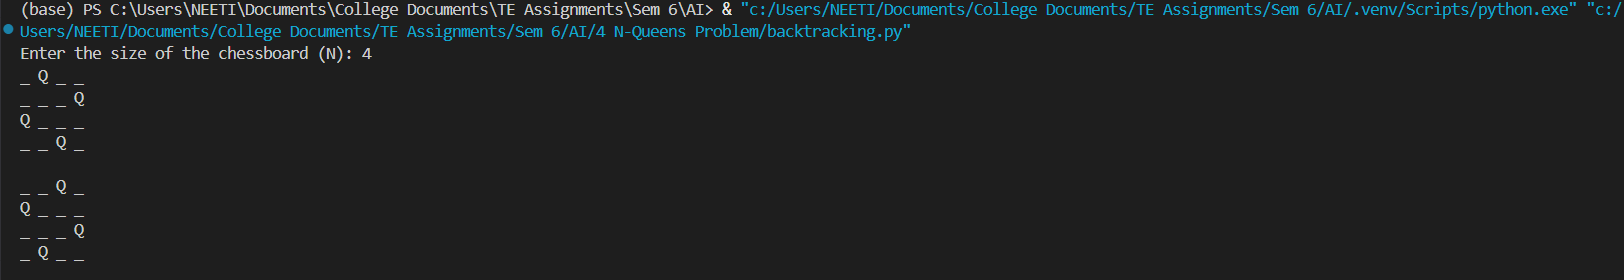 (base) PS C:\Users\NEETI\Documents\College Documents\TE Assignments\Sem 6\AI> & "c:/Users/NEETI/Documents/College Documents/TE Assignments/Sem 6/AI/.venv/Scripts/python.exe" "c:/
Users/NEETI/Documents/College Documents/TE Assignments/Sem 6/AI/4 N-Queens Problem/backtracking.py"
Enter the size of the chessboard (N): 4
_ Q _ _
_ _ _ Q
Q _ _ _
_ _ Q _

_ _ Q _
Q _ _ _
_ _ _ Q
_ Q _ _